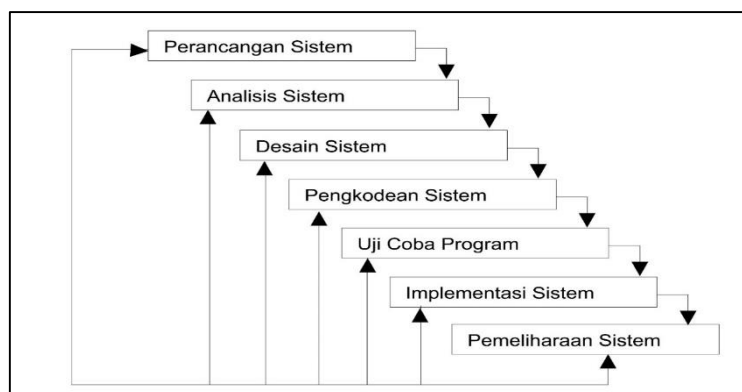 Perancangan Sistem
Analisis Sistem
Desain Sistem
Pengkodean Sistem
Uji Coba Program
Implementasi Sistem
Pemeliharaan Sistem